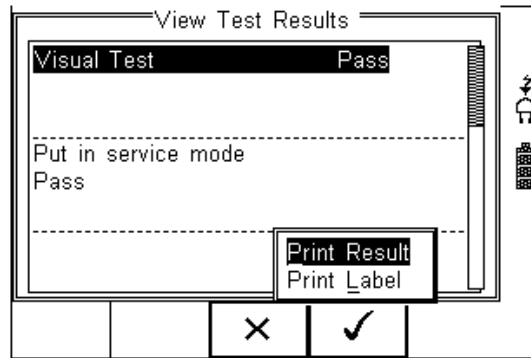 View Test Results
Visual Test Pass
Put in service mode
Pass
Print Result
Print Label